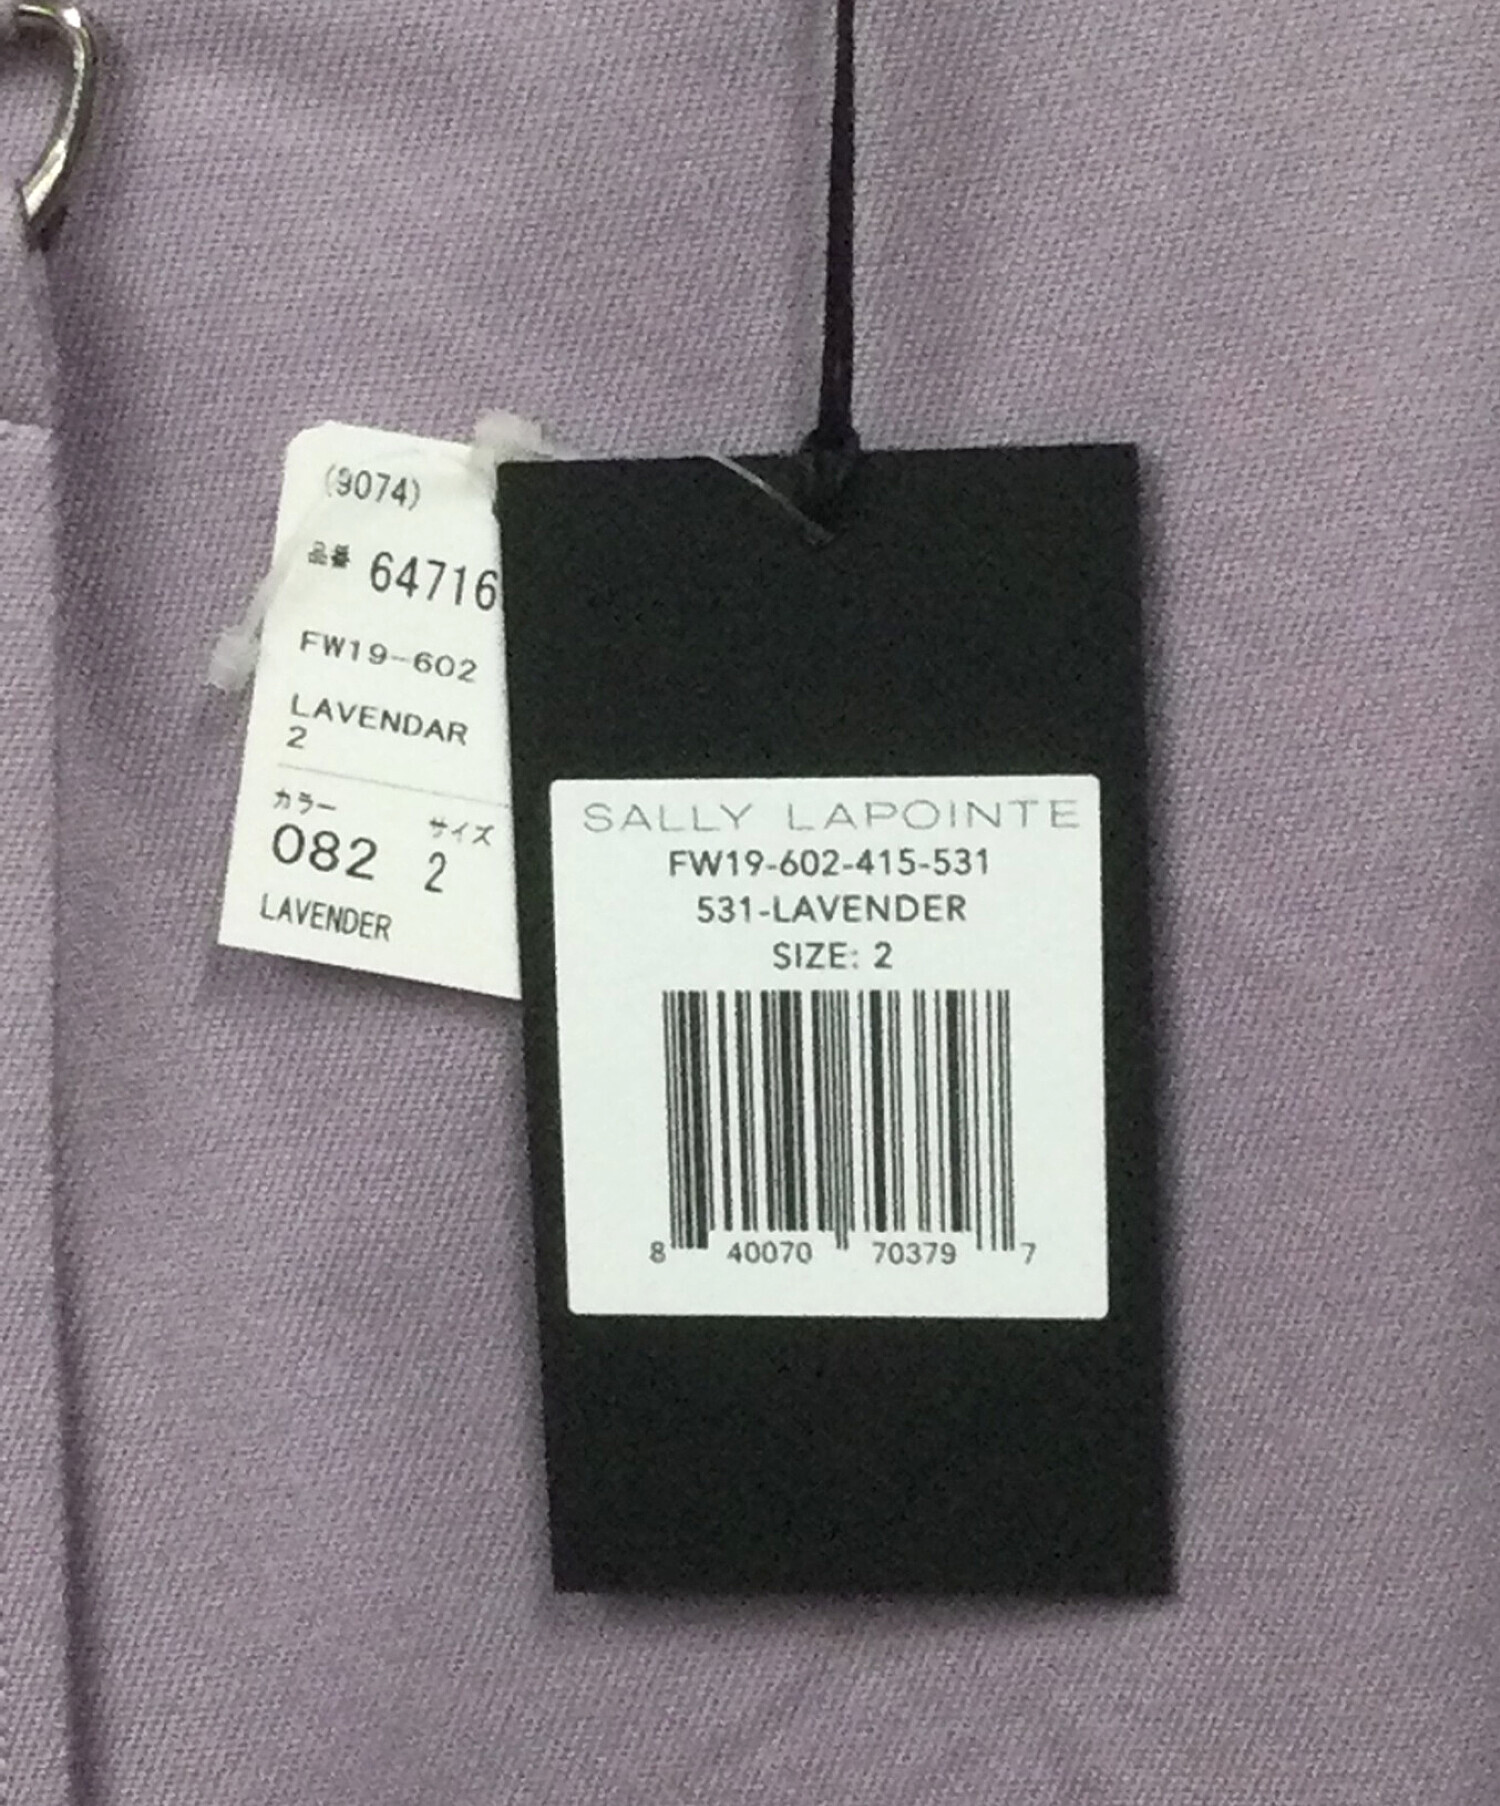 (9074)
品番 64716
FW19-602
LAVENDAR
2
カラー サイズ
082 2
LAVENDER
SALLY LAPOINTE
FW19-602-415-531
531-LAVENDER
SIZE: 2
8 40070 70379 7